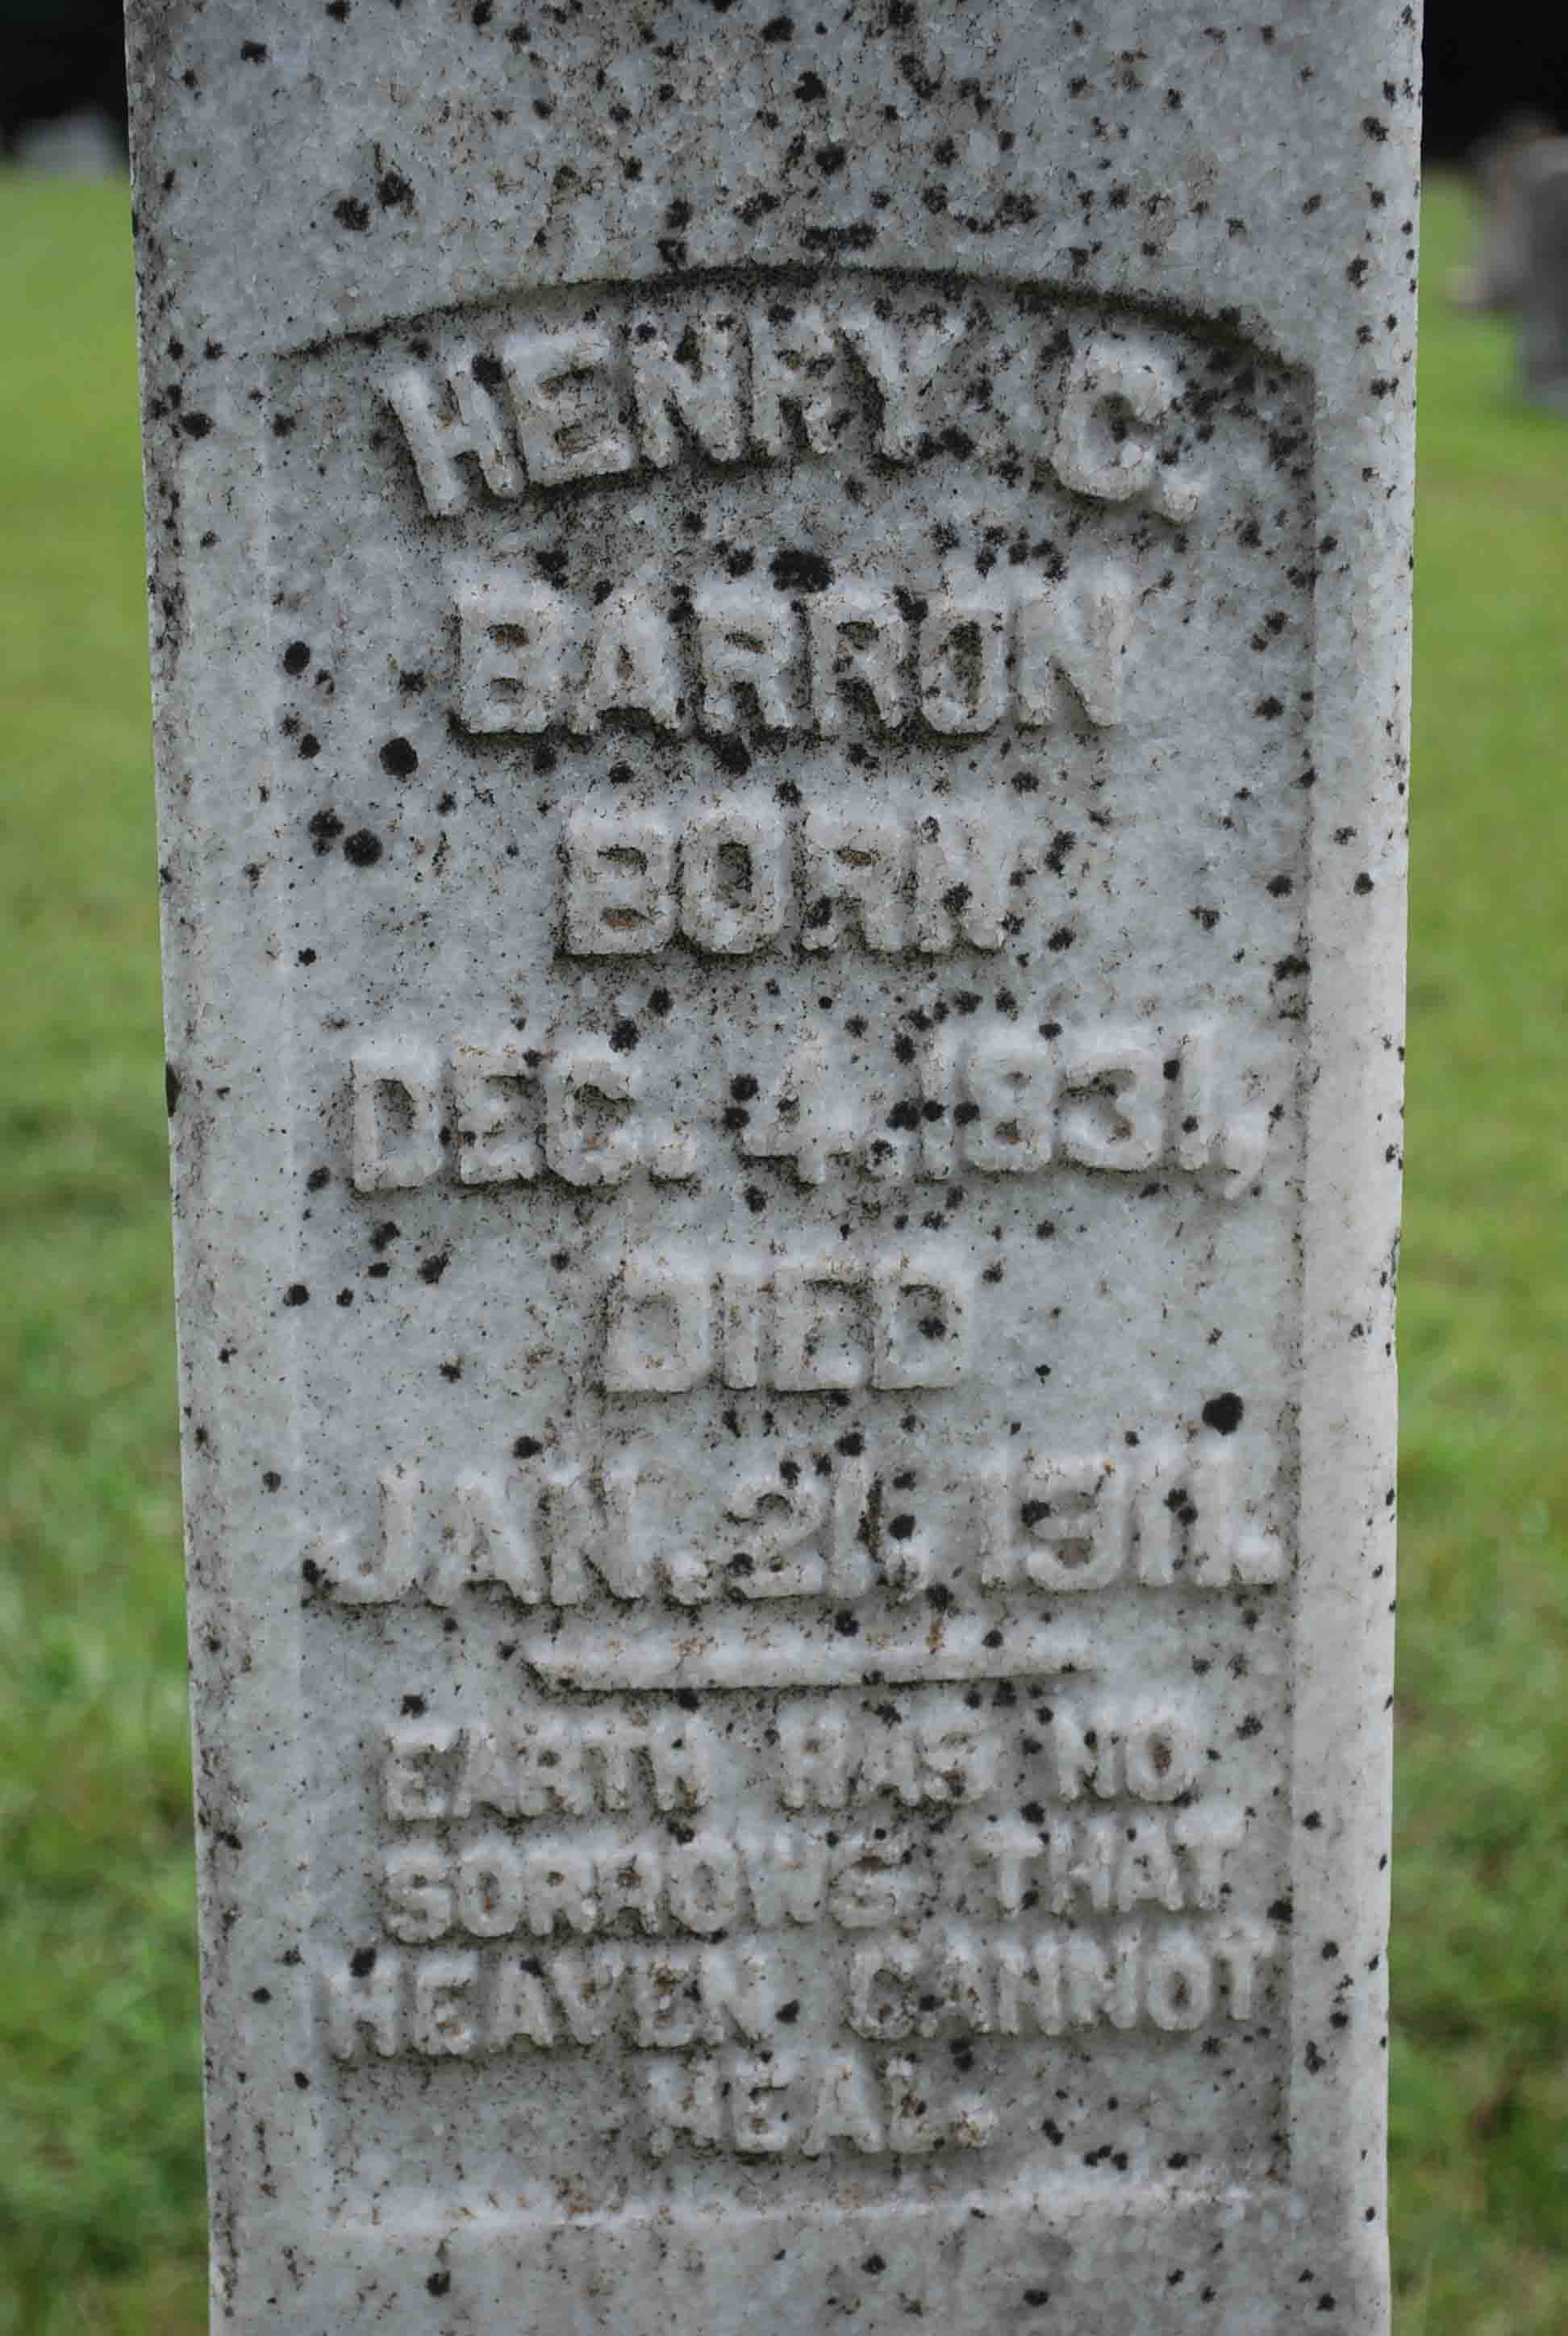 HENRY C.
BARRON
BORN
DEC. 4, 1831,
DIED
JAN. 21, 1911.
EARTH HAS NO
SORROWS THAT
HEAVEN CANNOT
HEAL.